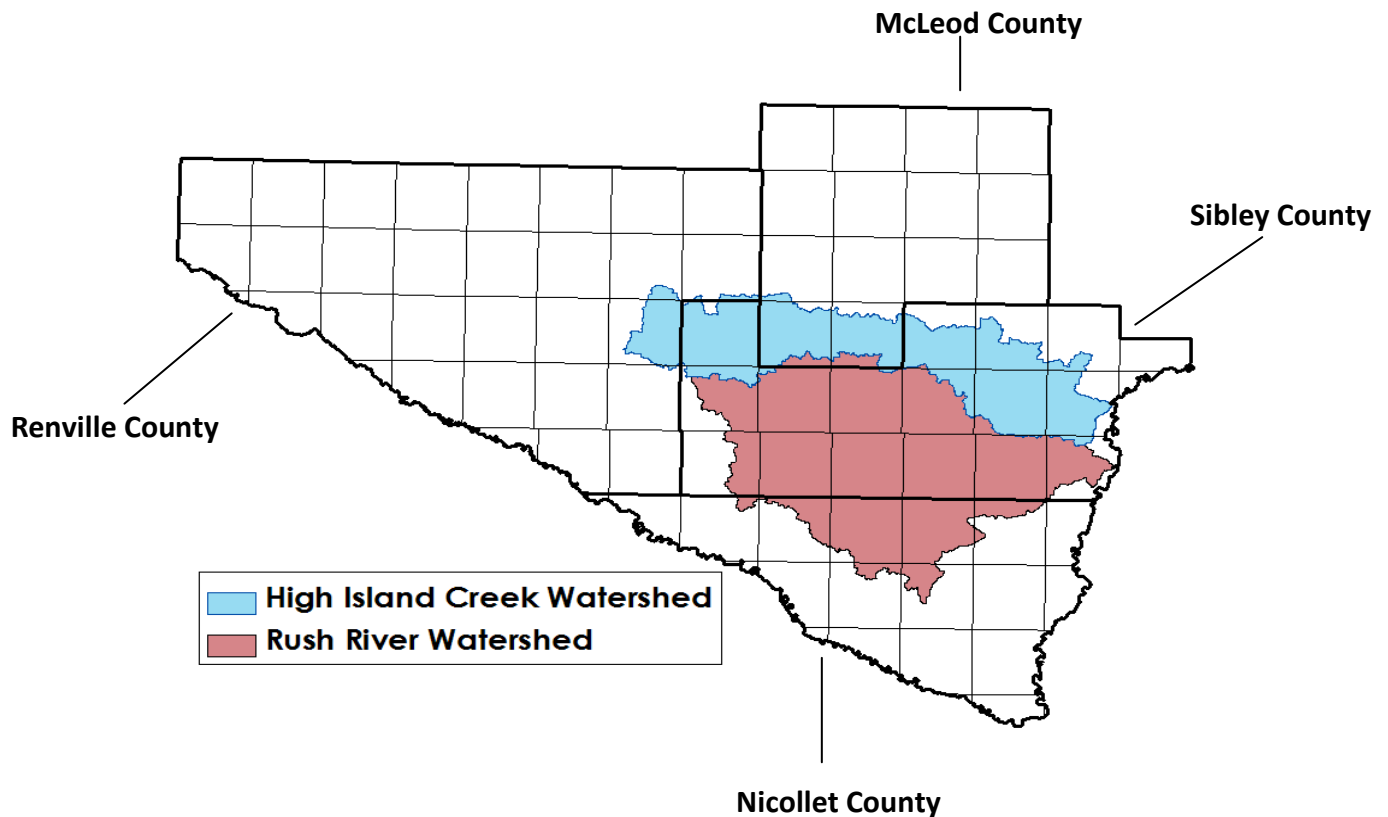 McLeod County
Sibley County
Renville County
High Island Creek Watershed
Rush River Watershed
Nicollet County